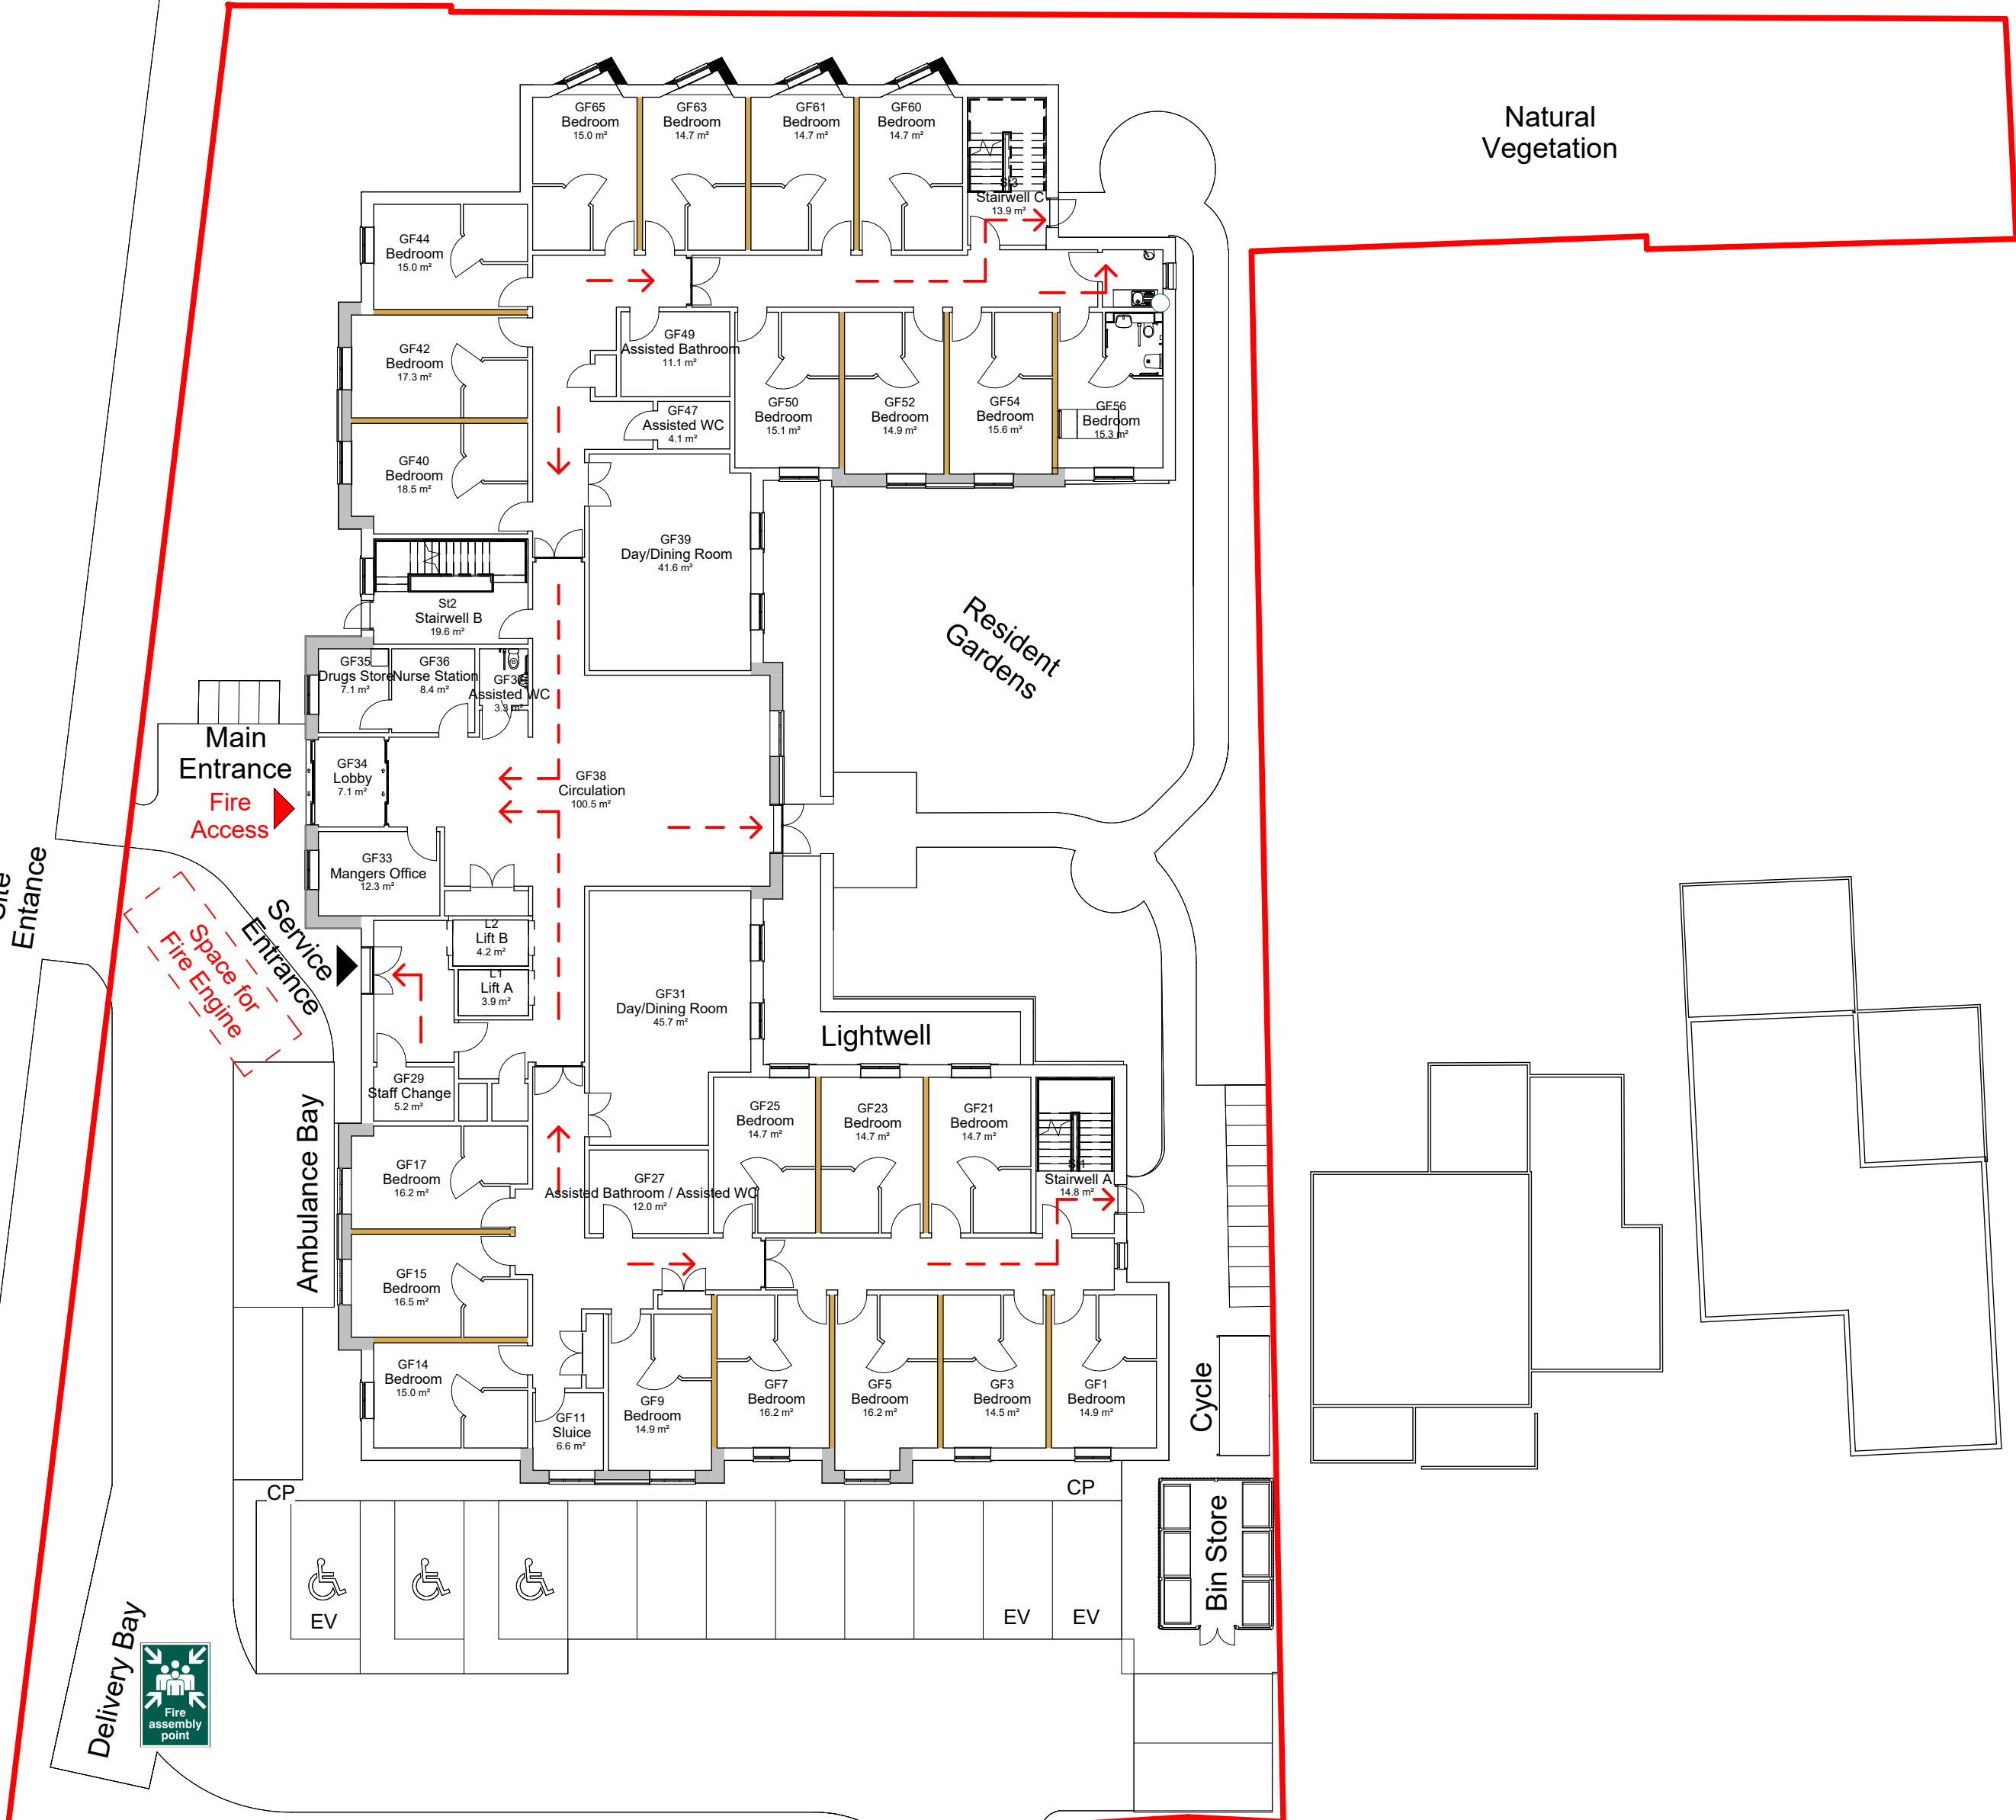 Natural
Vegetation
GF65
Bedroom
15.0 m²
GF63
Bedroom
14.7 m²
GF61
Bedroom
14.7 m²
GF60
Bedroom
14.7 m²
Stairwell C
13.9 m²
GF44
Bedroom
15.0 m²
GF42
Bedroom
17.3 m²
GF40
Bedroom
18.5 m²
GF49
Assisted Bathroom
11.1 m²
GF47
Assisted WC
4.1 m²
GF50
Bedroom
15.1 m²
GF52
Bedroom
14.9 m²
GF54
Bedroom
15.6 m²
GF56
Bedroom
15.3 m²
GF39
Day/Dining Room
41.6 m²
St2
Stairwell B
19.6 m²
Resident
Gardens
GF35
Drugs Store
7.1 m²
GF36
Nurse Station
8.4 m²
Assisted WC
3.3 m²
Main
Entrance
Fire
Access
GF34
Lobby
7.1 m²
GF38
Circulation
100.5 m²
GF33
Mangers Office
12.3 m²
Entance
Service
Entrance
Space for
Fire Engine
L2
Lift B
4.2 m²
L1
Lift A
3.9 m²
GF31
Day/Dining Room
45.7 m²
Lightwell
GF29
Staff Change
5.2 m²
Ambulance Bay
GF25
Bedroom
14.7 m²
GF23
Bedroom
14.7 m²
GF21
Bedroom
14.7 m²
Stairwell A
14.8 m²
GF17
Bedroom
16.2 m²
GF27
Assisted Bathroom / Assisted WC
12.0 m²
GF15
Bedroom
16.5 m²
GF14
Bedroom
15.0 m²
GF11
Sluice
6.6 m²
GF9
Bedroom
14.9 m²
GF7
Bedroom
16.2 m²
GF5
Bedroom
16.2 m²
GF3
Bedroom
14.5 m²
GF1
Bedroom
14.9 m²
Cycle
CP
CP
Bin Store
EV
EV
EV
Delivery Bay
Fire
assembly
point